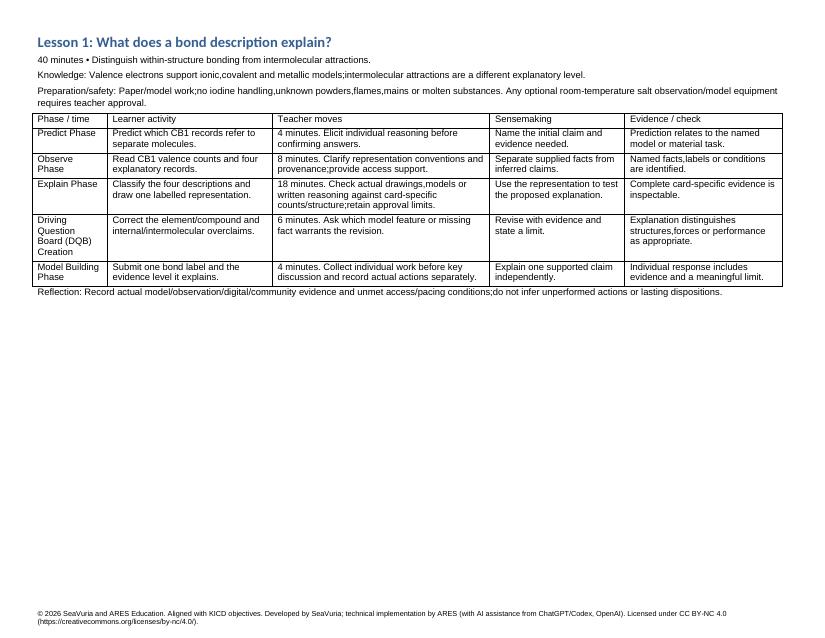 Lesson 1: What does a bond description explain?
40 minutes • Distinguish within-structure bonding from intermolecular attractions.
Knowledge: Valence electrons support ionic,covalent and metallic models;intermolecular attractions are a different explanatory level.
Preparation/safety: Paper/model work;no iodine handling,unknown powders,flames,mains or molten substances. Any optional room-temperature salt observation/model equipment
requires teacher approval.
Phase / time
Learner activity
Teacher moves
Sensemaking
Evidence / check
Predict Phase
Predict which CB1 records refer to
separate molecules.
4 minutes. Elicit individual reasoning before
confirming answers.
Name the initial claim and
evidence needed.
Prediction relates to the named
model or material task.
Observe
Phase
Read CB1 valence counts and four
explanatory records.
8 minutes. Clarify representation conventions and
provenance;provide access support.
Separate supplied facts from
inferred claims.
Named facts,labels or conditions
are identified.
Explain Phase
Classify the four descriptions and
draw one labelled representation.
18 minutes. Check actual drawings,models or
written reasoning against card-specific
counts/structure;retain approval limits.
Use the representation to test
the proposed explanation.
Complete card-specific evidence is
inspectable.
Driving
Question
Board (DQB)
Creation
Correct the element/compound and
internal/intermolecular overclaims.
6 minutes. Ask which model feature or missing
fact warrants the revision.
Revise with evidence and
state a limit.
Explanation distinguishes
structures,forces or performance
as appropriate.
Model Building
Phase
Submit one bond label and the
evidence level it explains.
4 minutes. Collect individual work before key
discussion and record actual actions separately.
Explain one supported claim
independently.
Individual response includes
evidence and a meaningful limit.
Reflection: Record actual model/observation/digital/community evidence and unmet access/pacing conditions;do not infer unperformed actions or lasting dispositions.
© 2026 SeaVuria and ARES Education. Aligned with KICD objectives. Developed by SeaVuria; technical implementation by ARES (with AI assistance from ChatGPT/Codex, OpenAI). Licensed under CC BY-NC 4.0
(https://creativecommons.org/licenses/by-nc/4.0/).